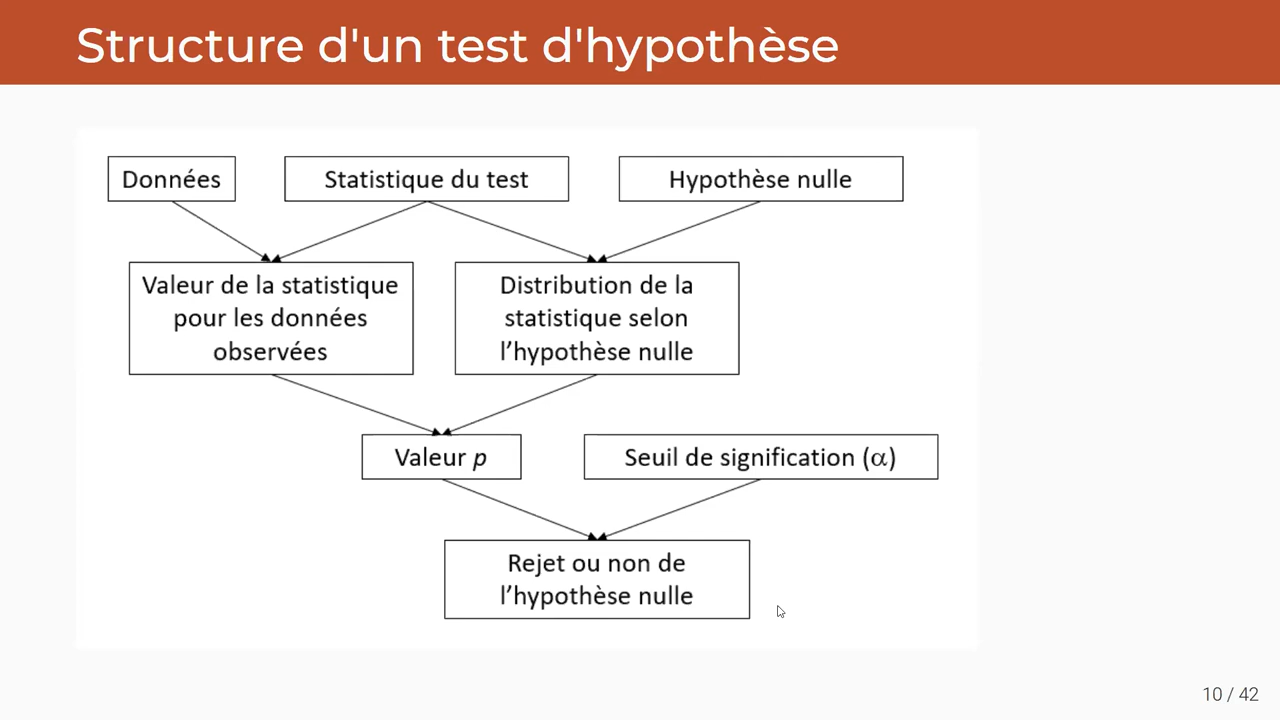 Structure d'un test d'hypothèse
Données
Statistique du test
Hypothèse nulle
Valeur de la statistique
pour les données
observées
Distribution de la
statistique selon
l’hypothèse nulle
Valeur p
Seuil de signification (α)
Rejet ou non de
l’hypothèse nulle
10 / 42